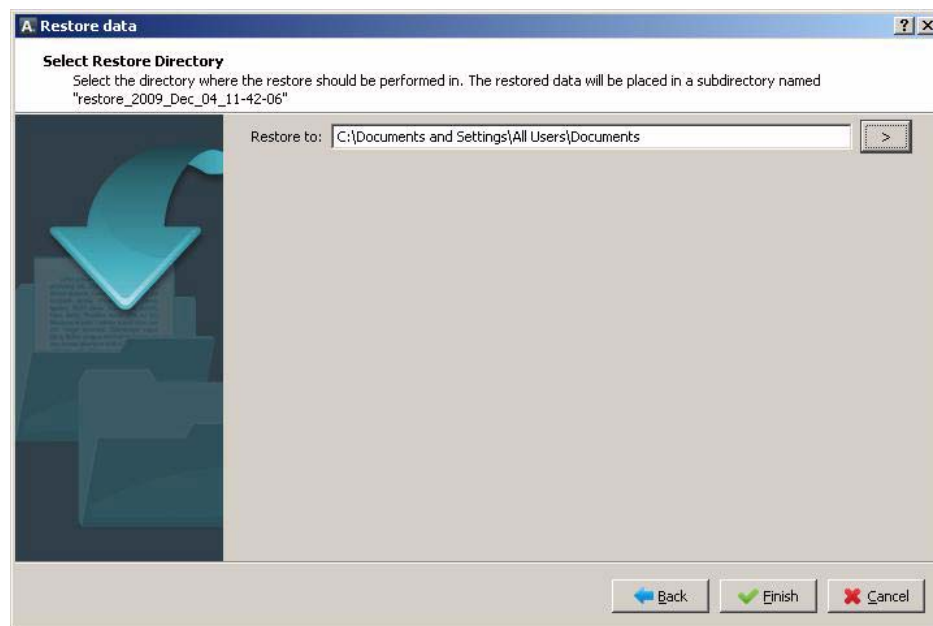 A Restore data
Select Restore Directory
Select the directory where the restore should be performed in. The restored data will be placed in a subdirectory named
"restore_2009_Dec_04_11-42-06"
Restore to: C:\Documents and Settings\All Users\Documents >
Back Finish Cancel